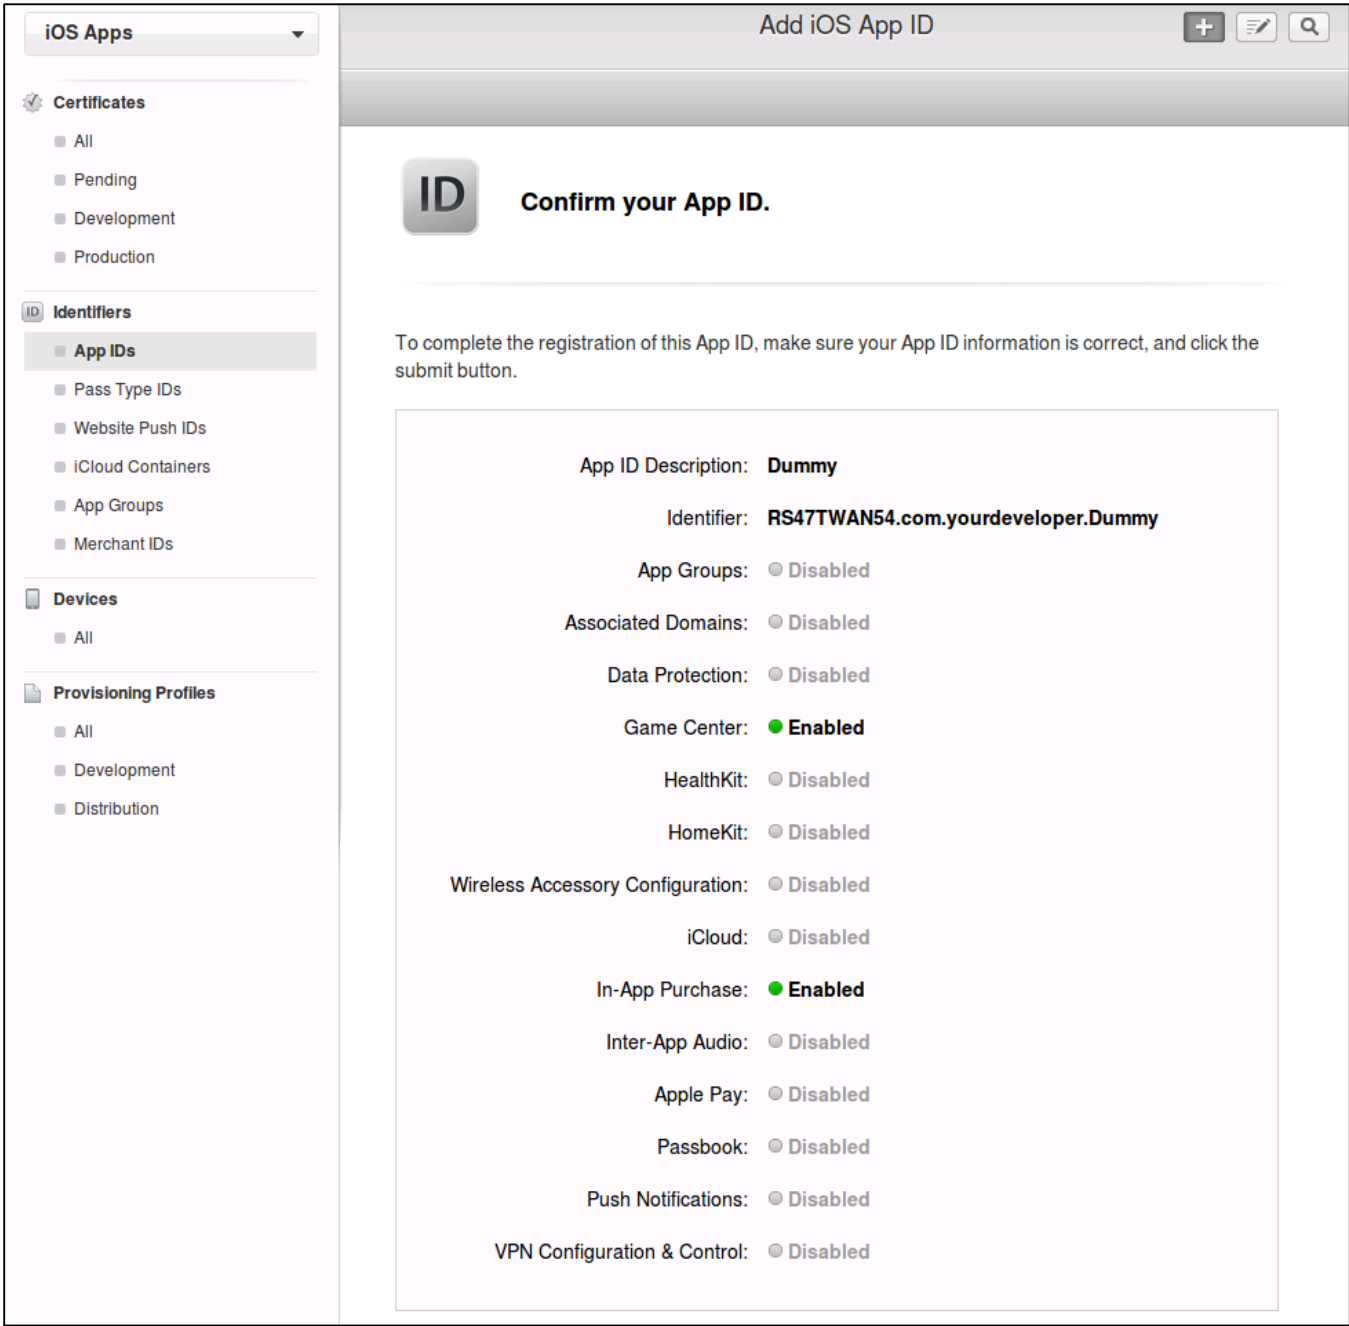 iOS Apps
Add iOS App ID
Certificates
All
Pending
Development
Production
ID Identifiers
App IDs
Pass Type IDs
Website Push IDs
iCloud Containers
App Groups
Merchant IDs
Devices
All
Provisioning Profiles
All
Development
Distribution
ID
Confirm your App ID.
To complete the registration of this App ID, make sure your App ID information is correct, and click the
submit button.
App ID Description: Dummy
Identifier: RS47TWAN54.com.yourdeveloper.Dummy
App Groups: Disabled
Associated Domains: Disabled
Data Protection: Disabled
Game Center: Enabled
HealthKit: Disabled
HomeKit: Disabled
Wireless Accessory Configuration: Disabled
iCloud: Disabled
In-App Purchase: Enabled
Inter-App Audio: Disabled
Apple Pay: Disabled
Passbook: Disabled
Push Notifications: Disabled
VPN Configuration & Control: Disabled